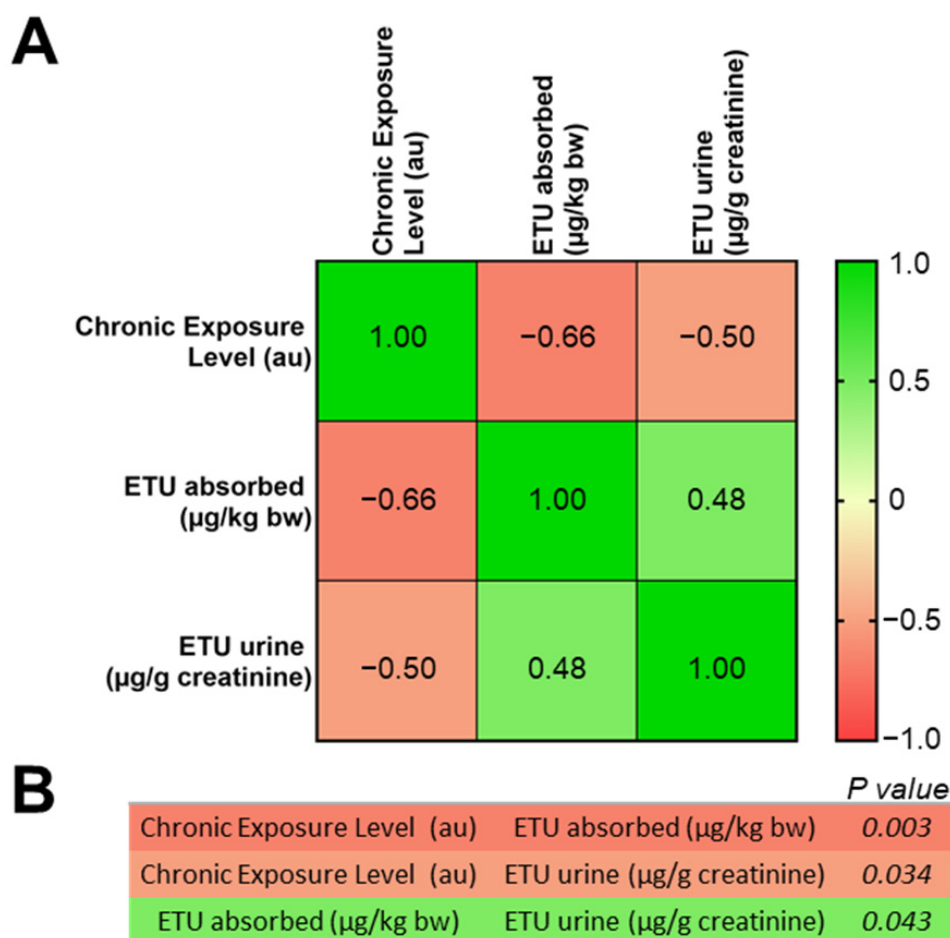 A
Chronic Exposure
Level (au)
ETU absorbed
(µg/kg bw)
ETU urine
(µg/g creatinine)
Chronic Exposure
Level (au)
1.00
−0.66
−0.50
ETU absorbed
(µg/kg bw)
−0.66
1.00
0.48
ETU urine
(µg/g creatinine)
−0.50
0.48
1.00
1.0
0.5
0
−0.5
−1.0
B
P value
Chronic Exposure Level (au) ETU absorbed (µg/kg bw) 0.003
Chronic Exposure Level (au) ETU urine (µg/g creatinine) 0.034
ETU absorbed (µg/kg bw) ETU urine (µg/g creatinine) 0.043